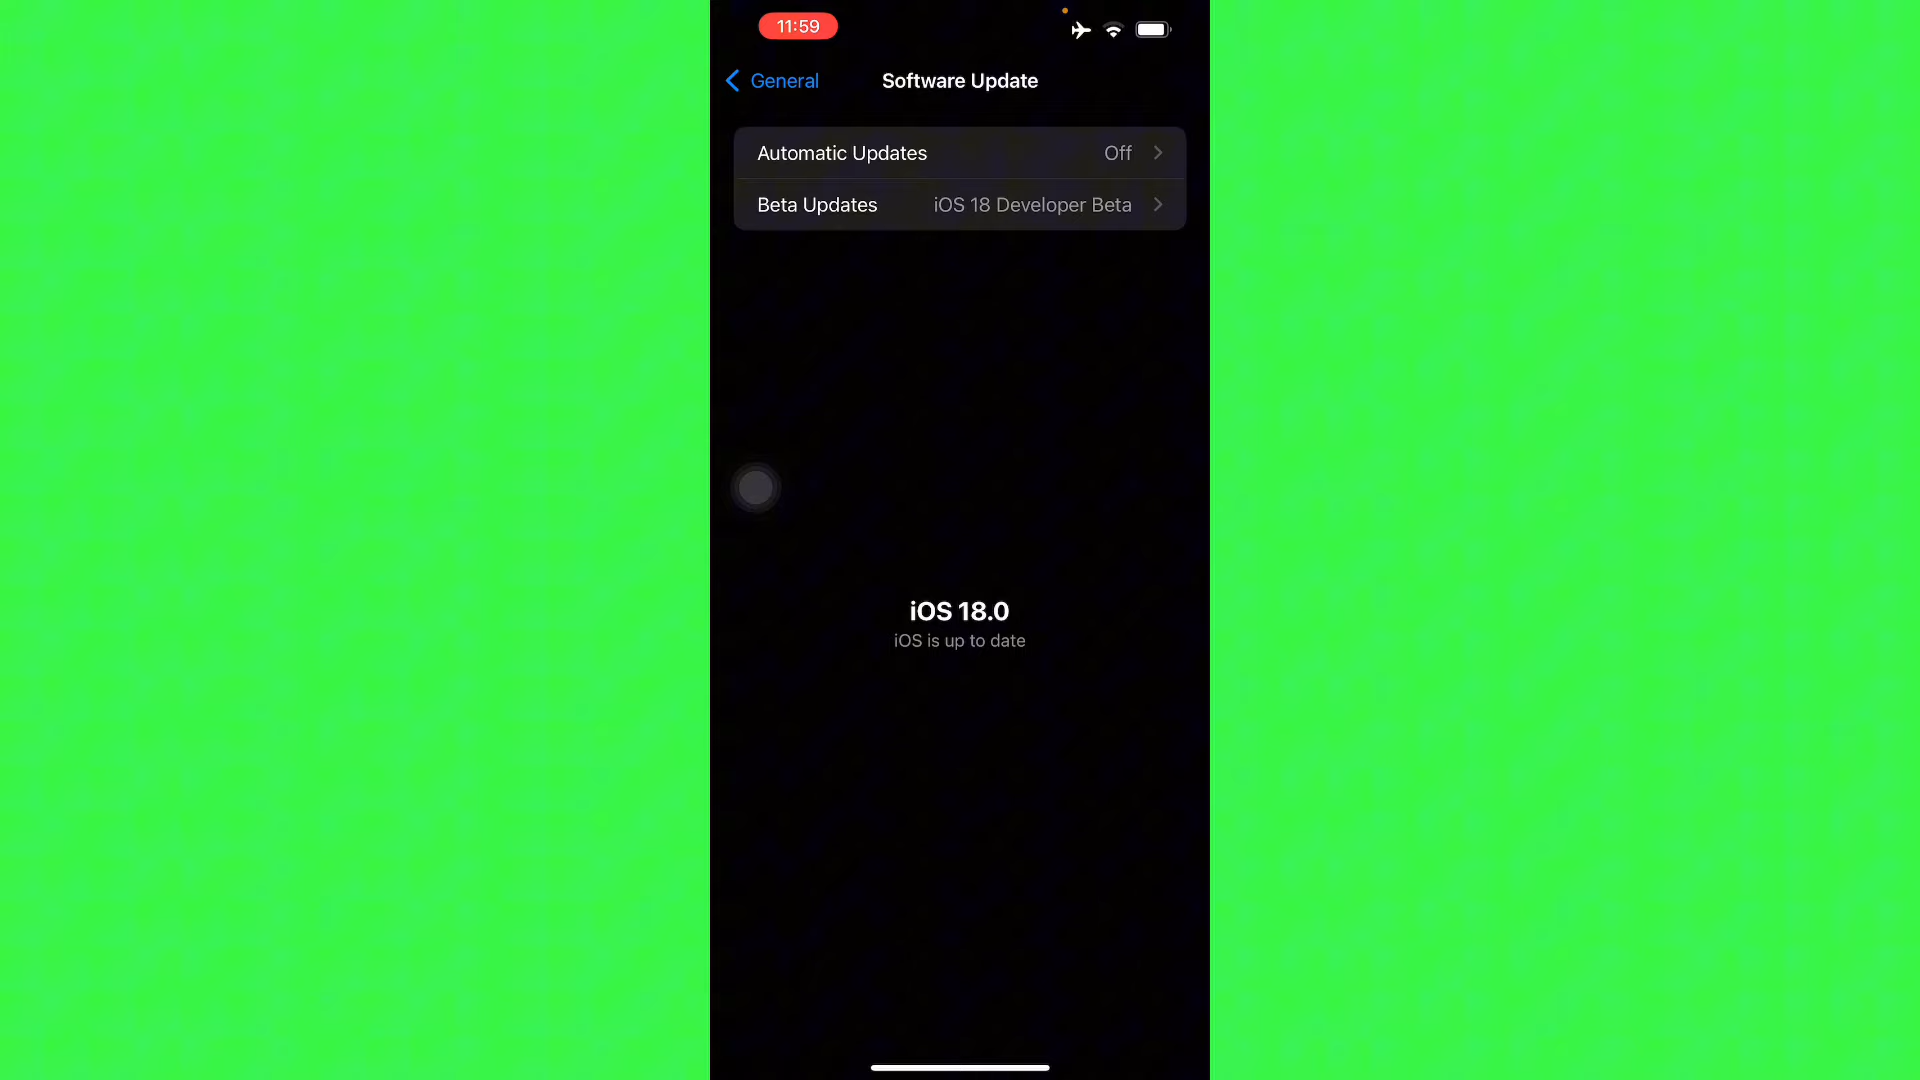 11:59
General
Software Update
Automatic Updates Off
Beta Updates iOS 18 Developer Beta
iOS 18.0
iOS is up to date